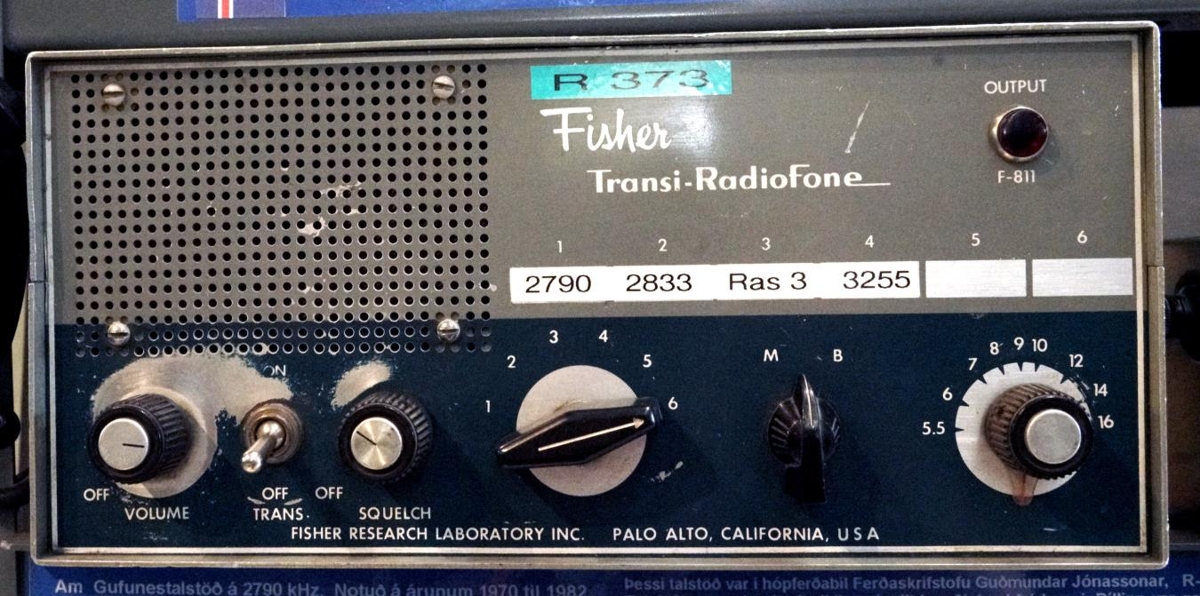 R 373
OUTPUT
Fisher
F-811
Transi-RadioFone
1 2 3 4 5 6
2790 2833 Ras 3 3255
1 2 3 4 5 6
M B
5.5 6 7 8 9 10 12 14 16
ON
OFF OFF OFF
VOLUME TRANS. SQUELCH
FISHER RESEARCH LABORATORY INC. PALO ALTO, CALIFORNIA, USA
Am Gufunestalstöð á 2790 kHz. Notuð á árunum 1970 til 1982
Þessi talstöð var í hópferðabíl Ferðaskrifstofu Guðmundar Jónassonar, R-